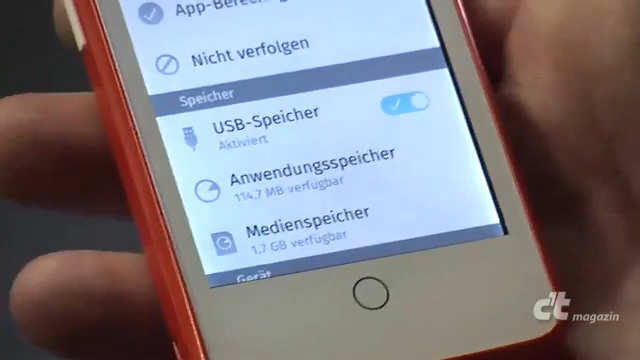 Nicht verfolgen
Speicher
USB-Speicher
Aktiviert
Anwendungsspeicher
114.7 MB verfügbar
Medienspeicher
1,7 GB verfügbar
Gerät
c't magazin